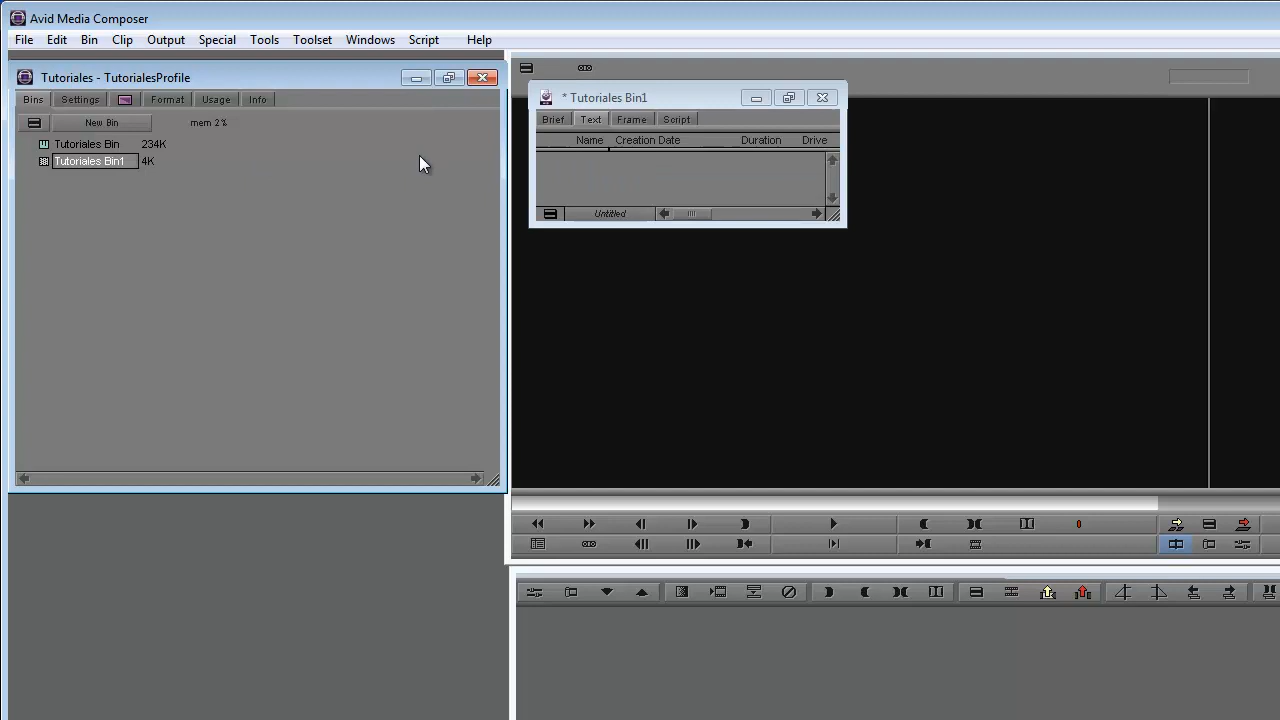 Avid Media Composer
File Edit Bin Clip Output Special Tools Toolset Windows Script Help
Tutoriales - TutorialesProfile
Bins Settings Format Usage Info
New Bin mem 2%
Tutoriales Bin 234K
Tutoriales Bin1 4K
* Tutoriales Bin1
Brief Text Frame Script
Name Creation Date Duration Drive
Untitled